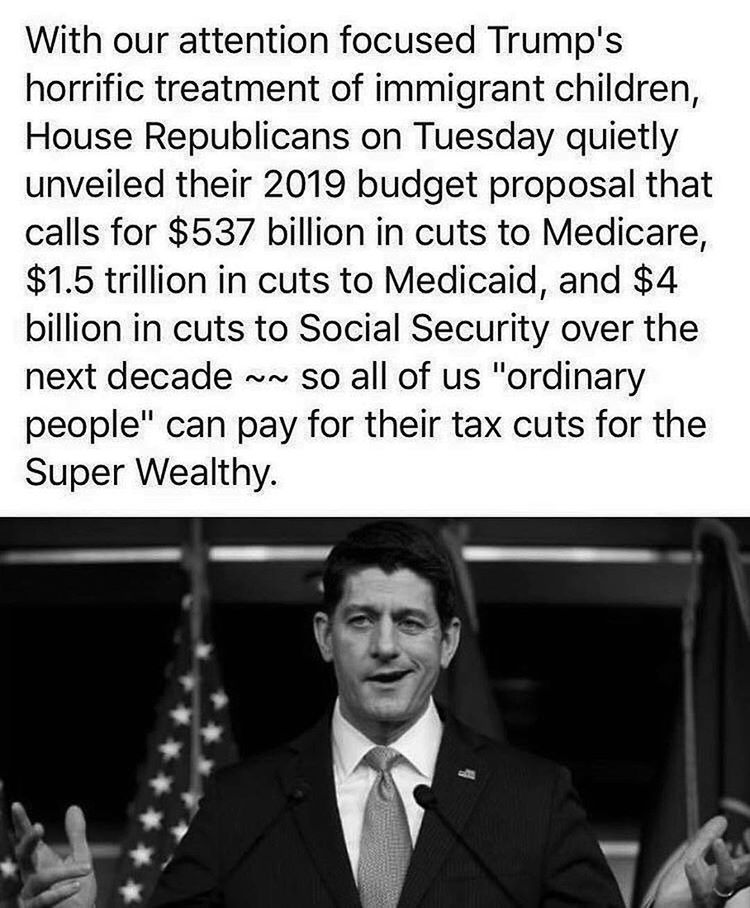 With our attention focused Trump's
horrific treatment of immigrant children,
House Republicans on Tuesday quietly
unveiled their 2019 budget proposal that
calls for $537 billion in cuts to Medicare,
$1.5 trillion in cuts to Medicaid, and $4
billion in cuts to Social Security over the
next decade ~~ so all of us "ordinary
people" can pay for their tax cuts for the
Super Wealthy.